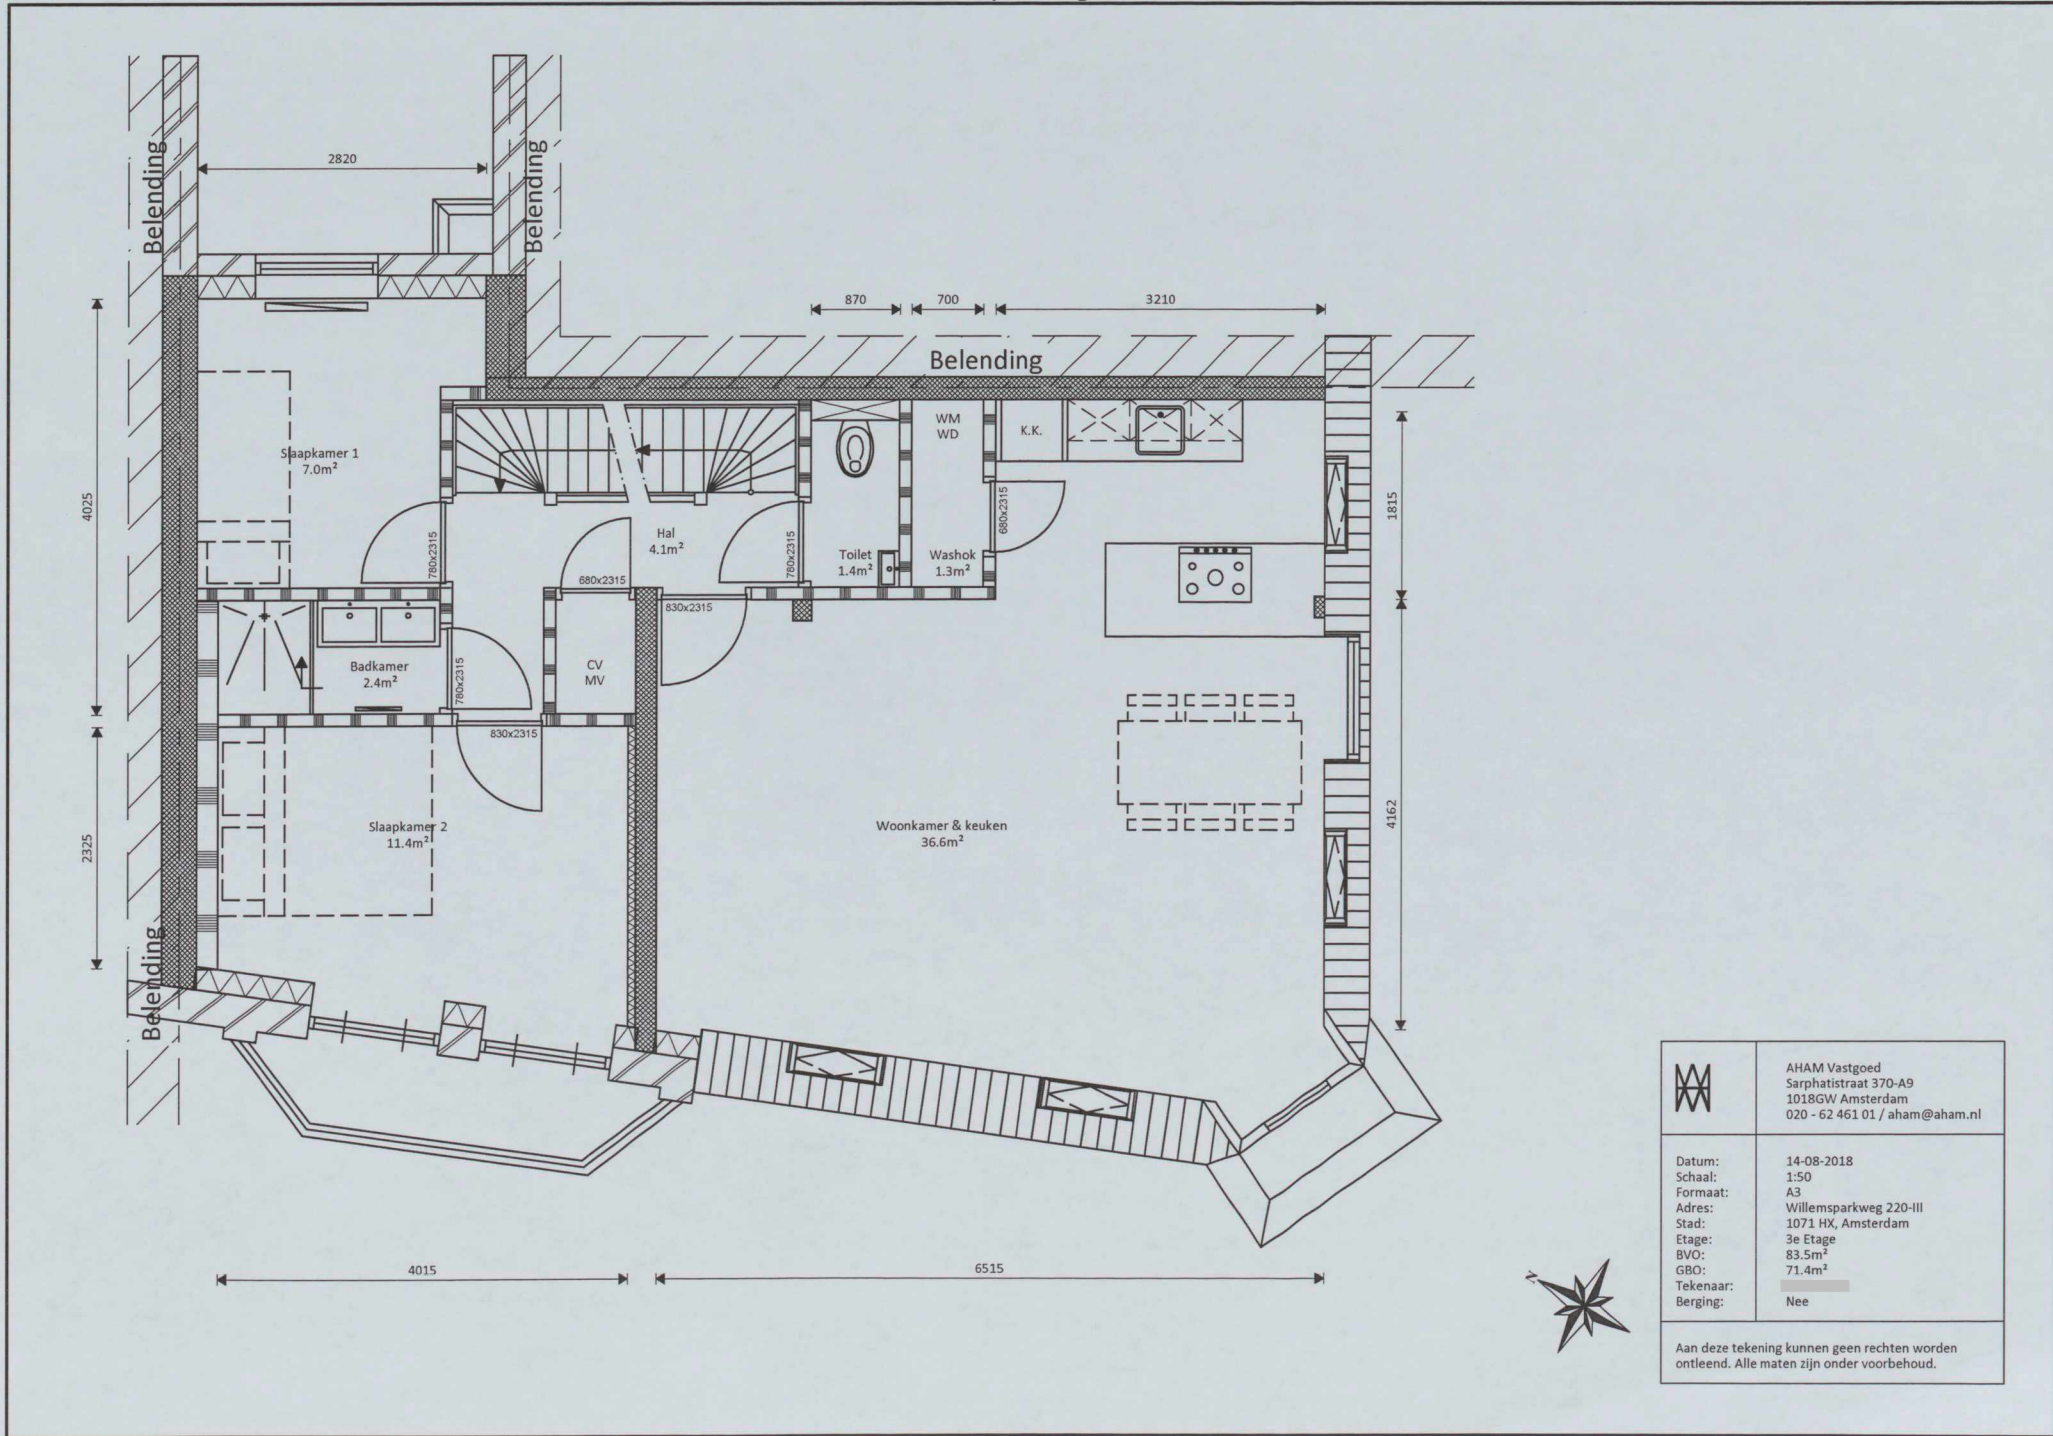 2820
Belending
Belending
870
700
3210
Belending
WM
WD
K.K.
Slaapkamer 1
7.0m²
4025
1815
Hal
4.1m²
780x2315
780x2315
680x2315
680x2315
Toilet
1.4m²
Washok
1.3m²
830x2315
Badkamer
2.4m²
780x2315
CV
MV
830x2315
Slaapkamer 2
11.4m²
2325
Woonkamer & keuken
36.6m²
4162
Belending
4015
6515
N
AHAM Vastgoed
Sarphatistraat 370-A9
1018GW Amsterdam
020 - 62 461 01 / aham@aham.nl
Datum: 14-08-2018
Schaal: 1:50
Formaat: A3
Adres: Willemsparkweg 220-III
Stad: 1071 HX, Amsterdam
Etage: 3e Etage
BVO: 83.5m²
GBO: 71.4m²
Tekenaar:
Berging: Nee
Aan deze tekening kunnen geen rechten worden
ontleend. Alle maten zijn onder voorbehoud.